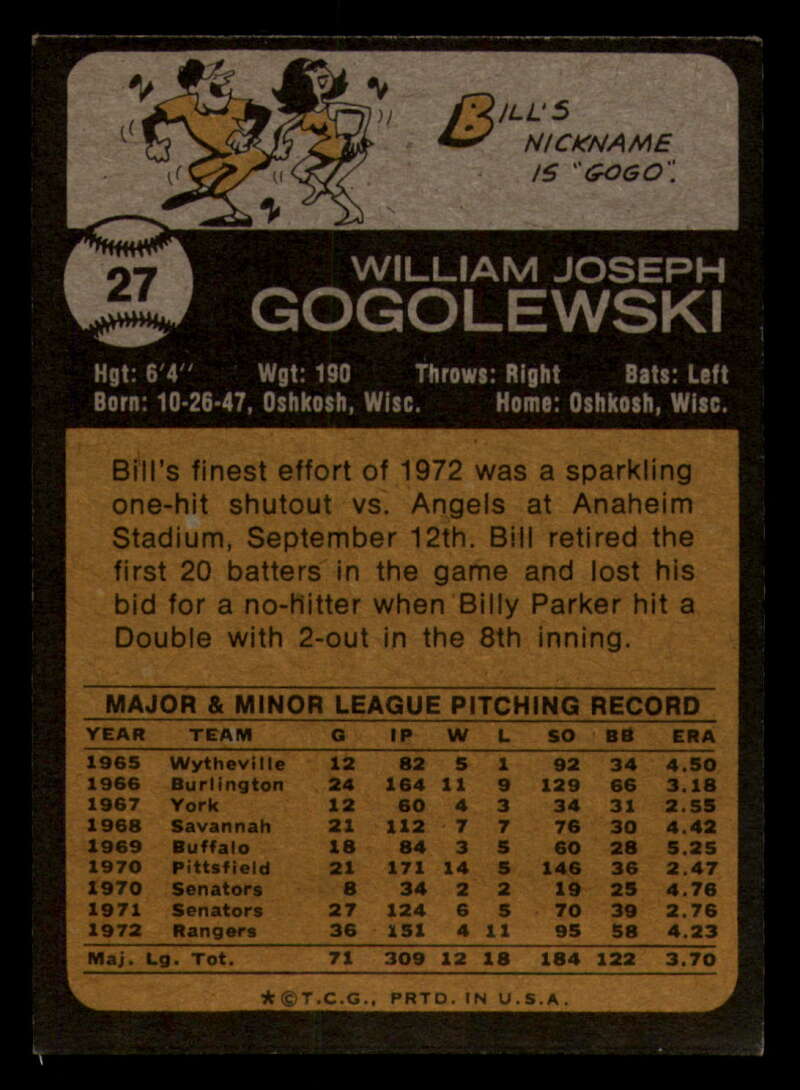 BILL'S
NICKNAME
IS "GOGO".
27
WILLIAM JOSEPH
GOGOLEWSKI
Hgt: 6'4" Wgt: 190 Throws: Right Bats: Left
Born: 10-26-47, Oshkosh, Wisc. Home: Oshkosh, Wisc.
Bill's finest effort of 1972 was a sparkling
one-hit shutout vs. Angels at Anaheim
Stadium, September 12th. Bill retired the
first 20 batters in the game and lost his
bid for a no-hitter when Billy Parker hit a
Double with 2-out in the 8th inning.
MAJOR & MINOR LEAGUE PITCHING RECORD
YEAR TEAM G IP W L SO BB ERA
1965 Wytheville 12 82 5 1 92 34 4.50
1966 Burlington 24 164 11 9 129 66 3.18
1967 York 12 60 4 3 34 31 2.55
1968 Savannah 21 112 7 7 76 30 4.42
1969 Buffalo 18 84 3 5 60 28 5.25
1970 Pittsfield 21 171 14 5 146 36 2.47
1970 Senators 8 34 2 2 19 25 4.76
1971 Senators 27 124 6 5 70 39 2.76
1972 Rangers 36 151 4 11 95 58 4.23
Maj. Lg. Tot. 71 309 12 18 184 122 3.70
*©T.C.G., PRTD. IN U.S.A.